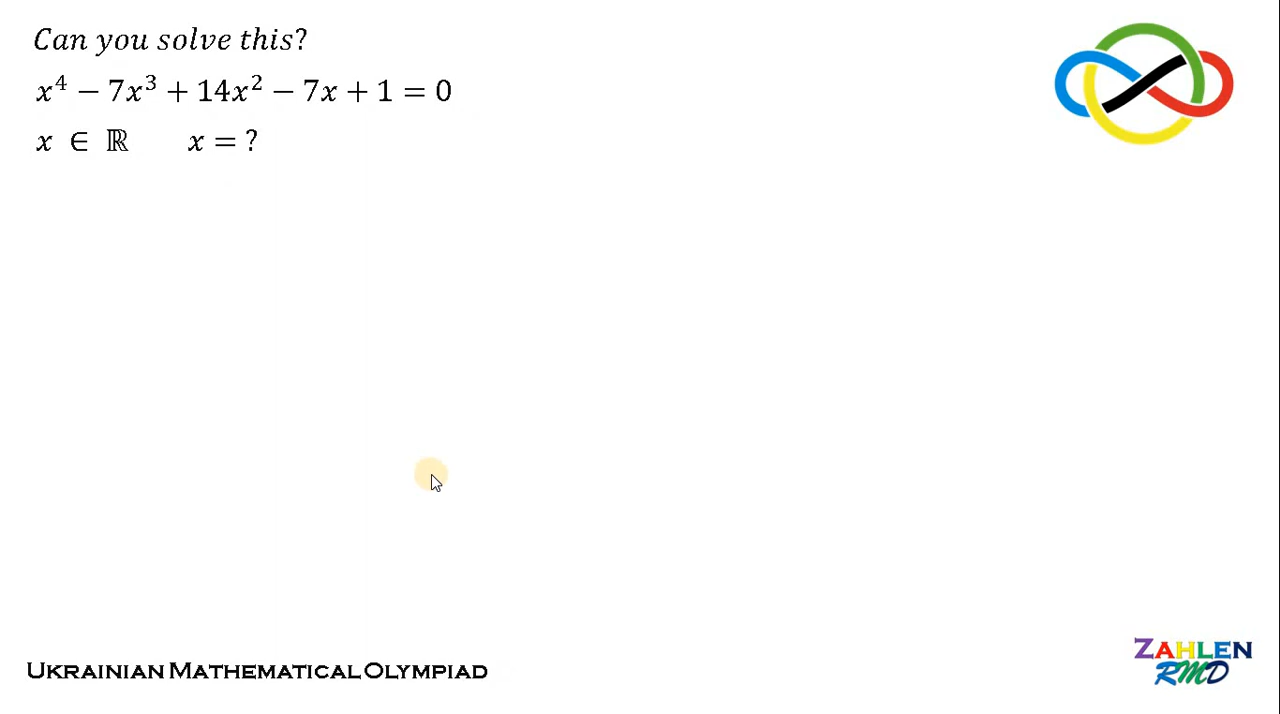 Can you solve this?
x⁴ − 7x³ + 14x² − 7x + 1 = 0
x ∈ ℝ x = ?
UKRAINIAN MATHEMATICAL OLYMPIAD
ZAHLEN
RMD